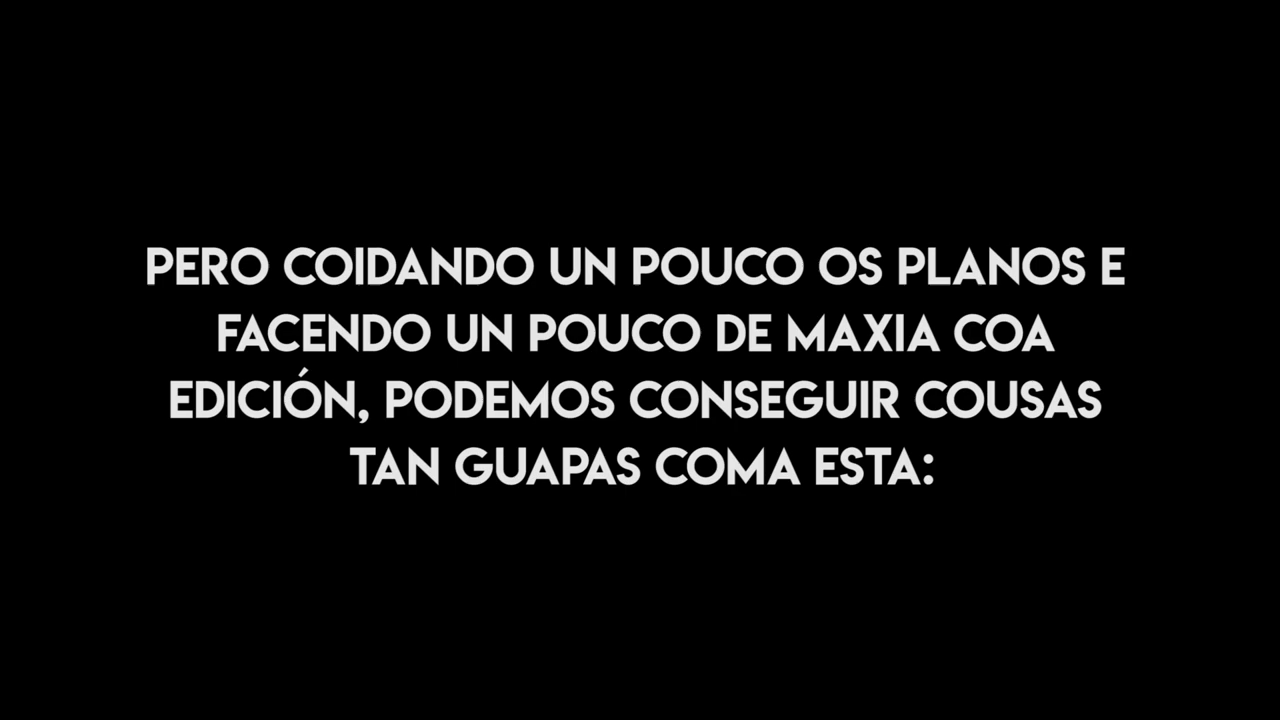 PERO COIDANDO UN POUCO OS PLANOS E
FACENDO UN POUCO DE MAXIA COA
EDICIÓN, PODEMOS CONSEGUIR COUSAS
TAN GUAPAS COMA ESTA: